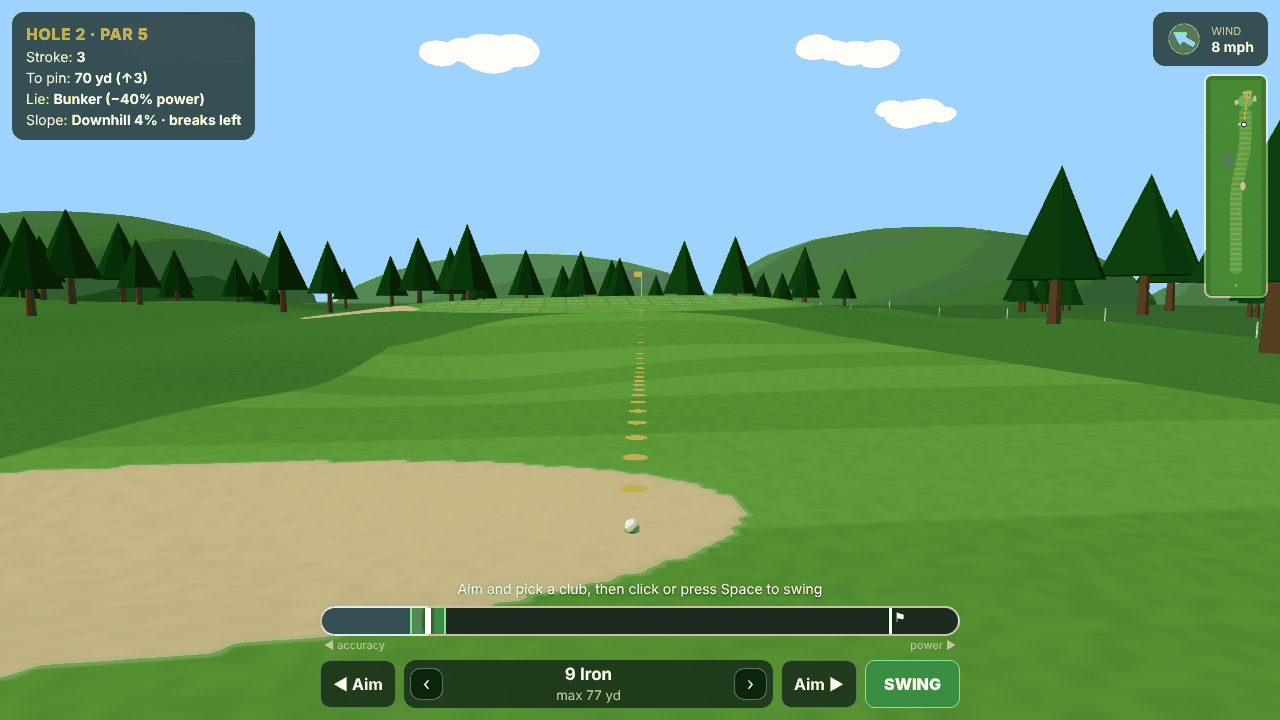 HOLE 2 · PAR 5
Stroke: 3
To pin: 70 yd (↑3)
Lie: Bunker (−40% power)
Slope: Downhill 4% · breaks left
WIND
8 mph
Aim and pick a club, then click or press Space to swing
◀ accuracy
power ▶
◀ Aim
‹
9 Iron
max 77 yd
›
Aim ▶
SWING